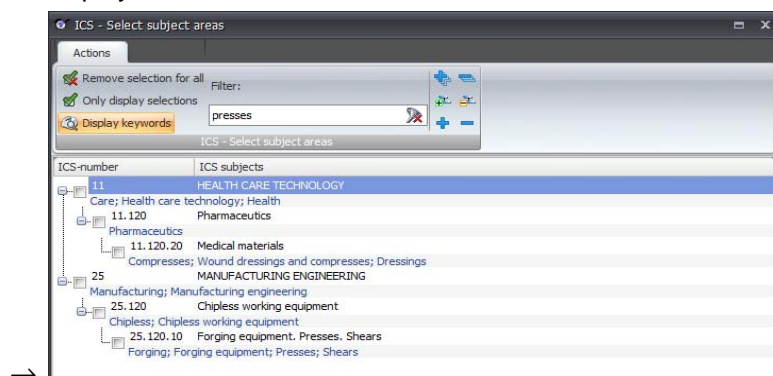 ICS - Select subject areas
Actions
Remove selection for all
Only display selections
Display keywords
Filter:
presses
ICS - Select subject areas
ICS-number ICS subjects
11 HEALTH CARE TECHNOLOGY
Care; Health care technology; Health
11.120 Pharmaceutics
Pharmaceutics
11.120.20 Medical materials
Compresses; Wound dressings and compresses; Dressings
25 MANUFACTURING ENGINEERING
Manufacturing; Manufacturing engineering
25.120 Chipless working equipment
Chipless; Chipless working equipment
25.120.10 Forging equipment. Presses. Shears
Forging; Forging equipment; Presses; Shears
→